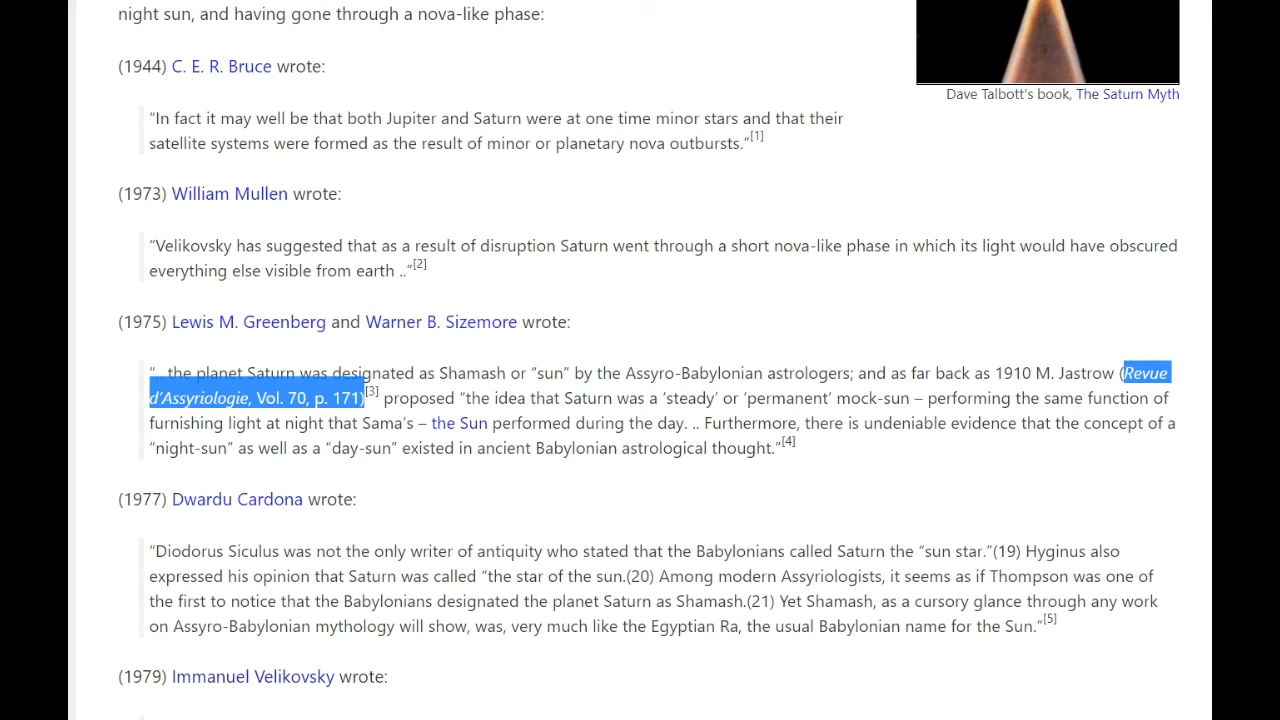 night sun, and having gone through a nova-like phase:
(1944) C. E. R. Bruce wrote:
Dave Talbott's book, The Saturn Myth
“In fact it may well be that both Jupiter and Saturn were at one time minor stars and that their
satellite systems were formed as the result of minor or planetary nova outbursts.”[1]
(1973) William Mullen wrote:
“Velikovsky has suggested that as a result of disruption Saturn went through a short nova-like phase in which its light would have obscured
everything else visible from earth ..”[2]
(1975) Lewis M. Greenberg and Warner B. Sizemore wrote:
“.. the planet Saturn was designated as Shamash or “sun” by the Assyro-Babylonian astrologers; and as far back as 1910 M. Jastrow (Revue
d’Assyriologie, Vol. 70, p. 171)[3] proposed “the idea that Saturn was a ‘steady’ or ‘permanent’ mock-sun – performing the same function of
furnishing light at night that Sama’s – the Sun performed during the day. .. Furthermore, there is undeniable evidence that the concept of a
“night-sun” as well as a “day-sun” existed in ancient Babylonian astrological thought.”[4]
(1977) Dwardu Cardona wrote:
“Diodorus Siculus was not the only writer of antiquity who stated that the Babylonians called Saturn the “sun star.”(19) Hyginus also
expressed his opinion that Saturn was called “the star of the sun.(20) Among modern Assyriologists, it seems as if Thompson was one of
the first to notice that the Babylonians designated the planet Saturn as Shamash.(21) Yet Shamash, as a cursory glance through any work
on Assyro-Babylonian mythology will show, was, very much like the Egyptian Ra, the usual Babylonian name for the Sun.”[5]
(1979) Immanuel Velikovsky wrote: